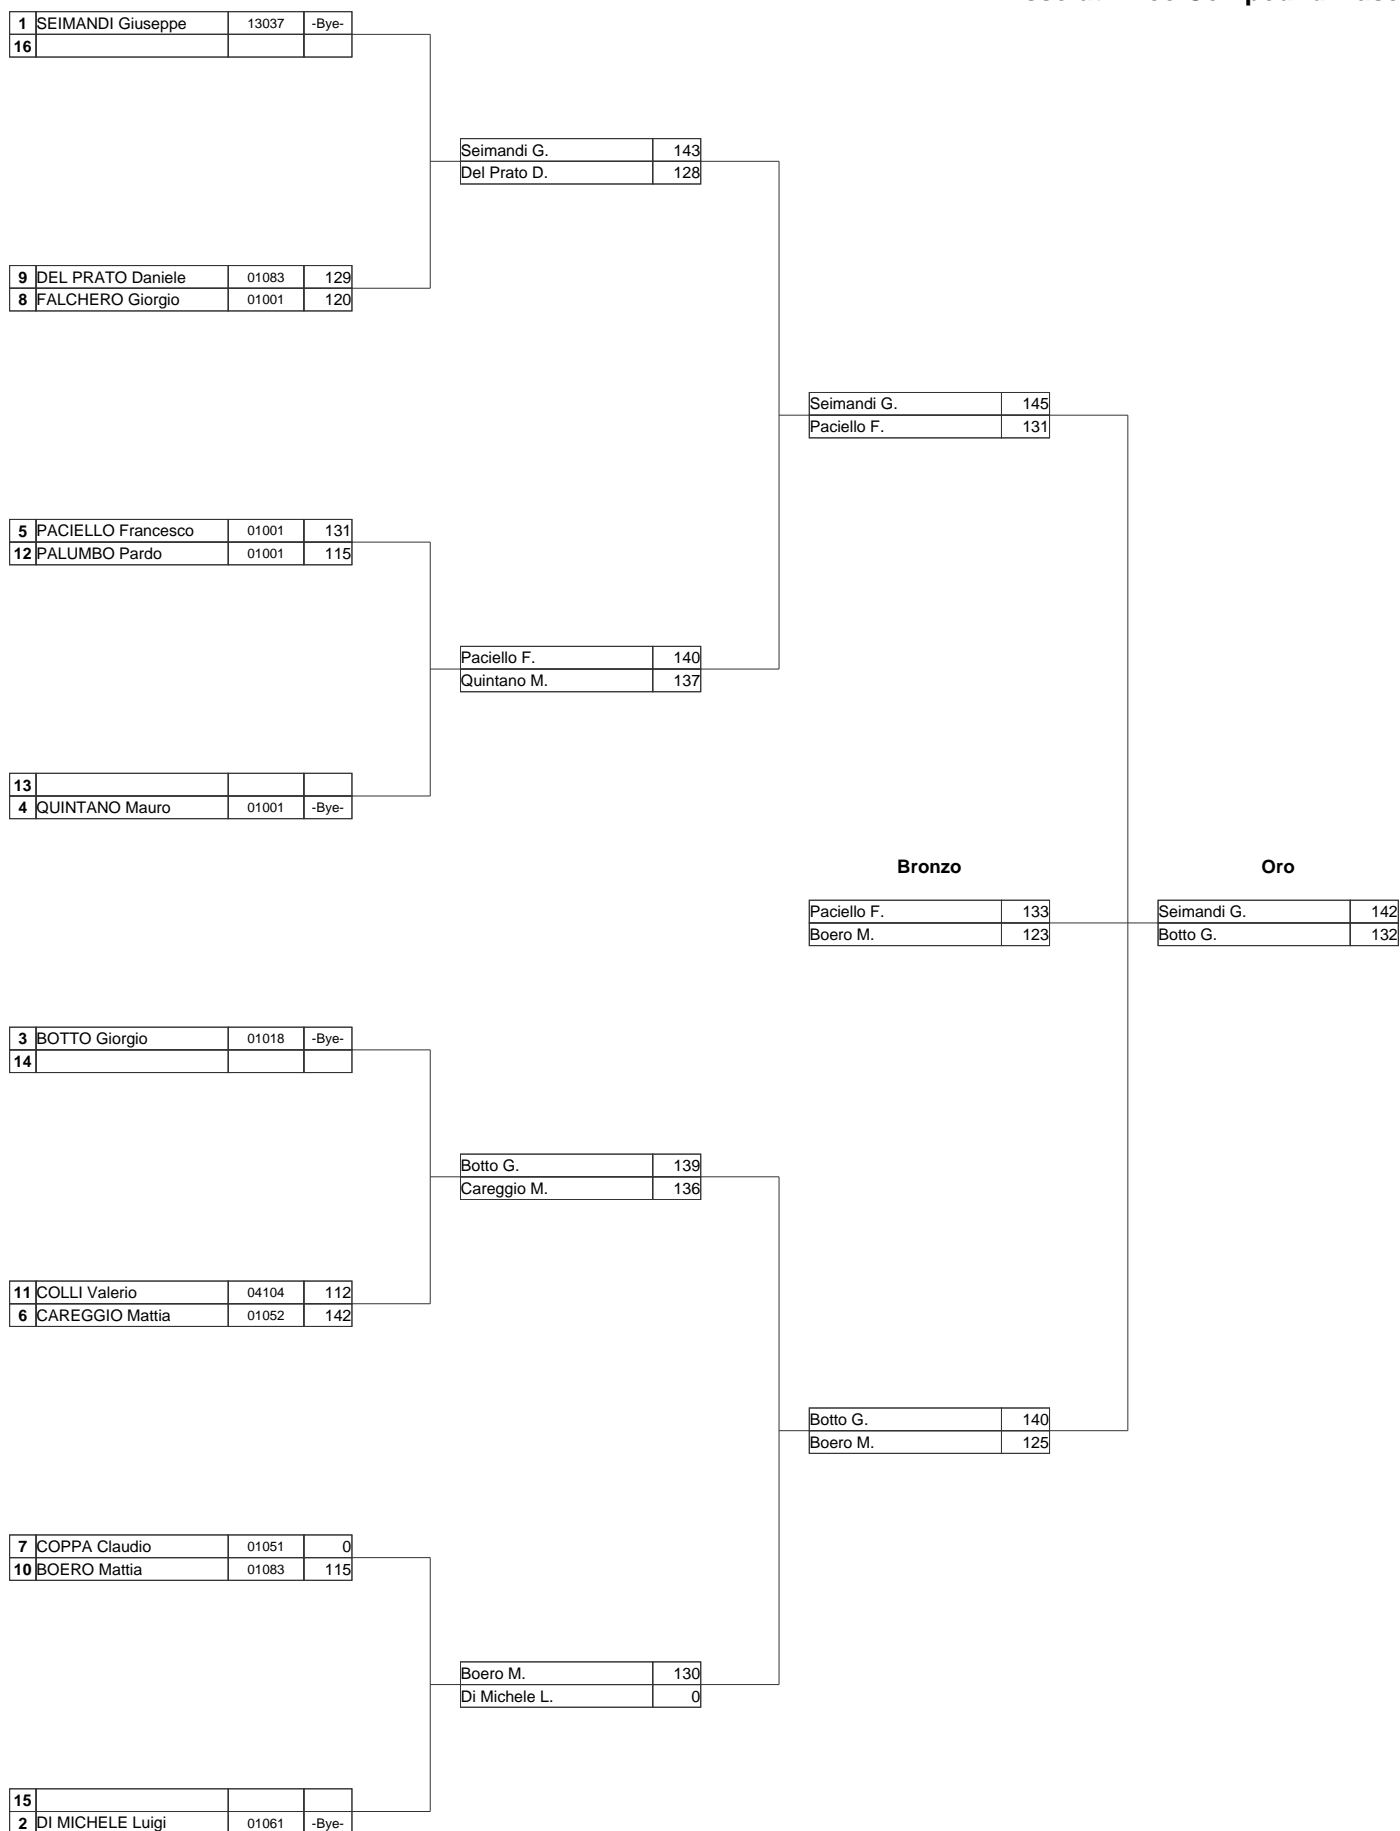 1 SEIMANDI Giuseppe 13037 -Bye-
16
Seimandi G. 143
Del Prato D. 128
9 DEL PRATO Daniele 01083 129
8 FALCHERO Giorgio 01001 120
Seimandi G. 145
Paciello F. 131
5 PACIELLO Francesco 01001 131
12 PALUMBO Pardo 01001 115
Paciello F. 140
Quintano M. 137
13
4 QUINTANO Mauro 01001 -Bye-
Bronzo Oro
Paciello F. 133 Seimandi G. 142
Boero M. 123 Botto G. 132
3 BOTTO Giorgio 01018 -Bye-
14
Botto G. 139
Careggio M. 136
11 COLLI Valerio 04104 112
6 CAREGGIO Mattia 01052 142
Botto G. 140
Boero M. 125
7 COPPA Claudio 01051 0
10 BOERO Mattia 01083 115
Boero M. 130
Di Michele L. 0
15
2 DI MICHELE Luigi 01061 -Bye-